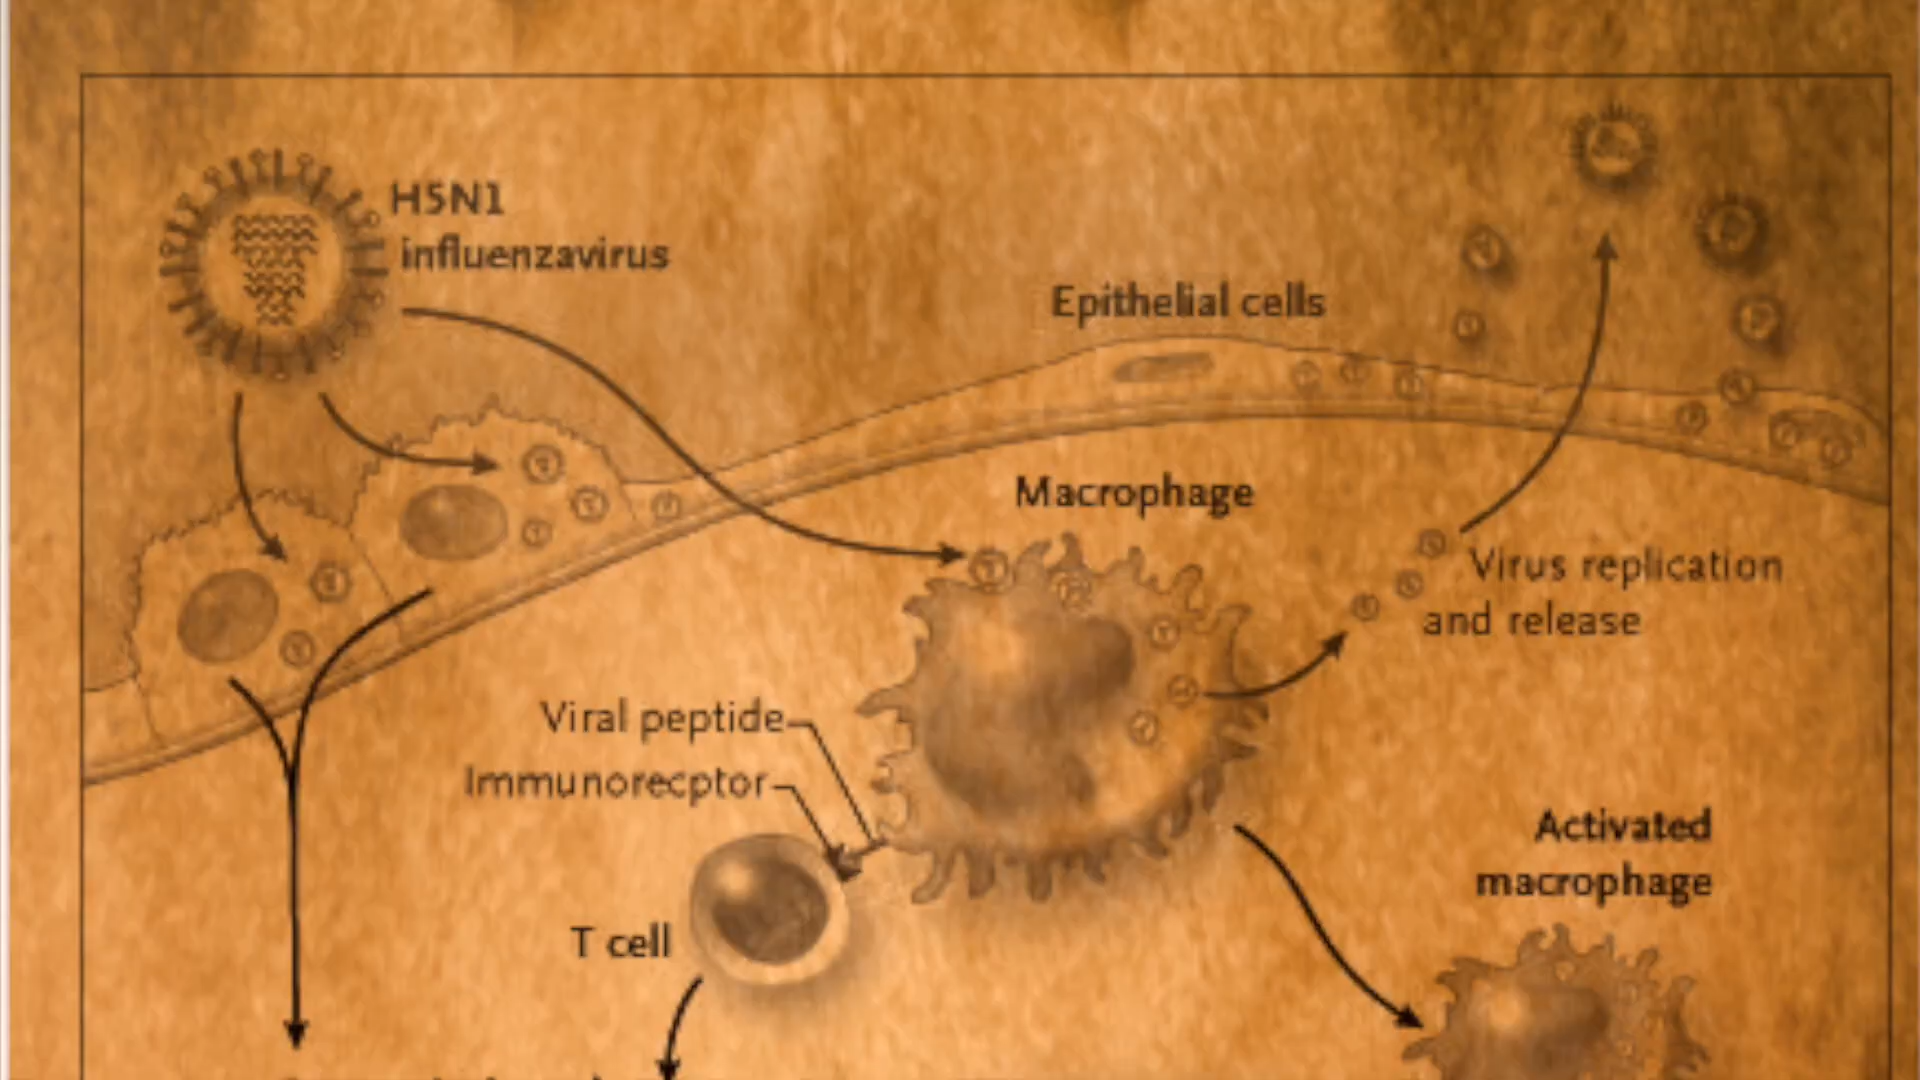 H5N1
influenzavirus
Epithelial cells
Macrophage
Virus replication
and release
Viral peptide
Immunorecptor
Activated
macrophage
T cell